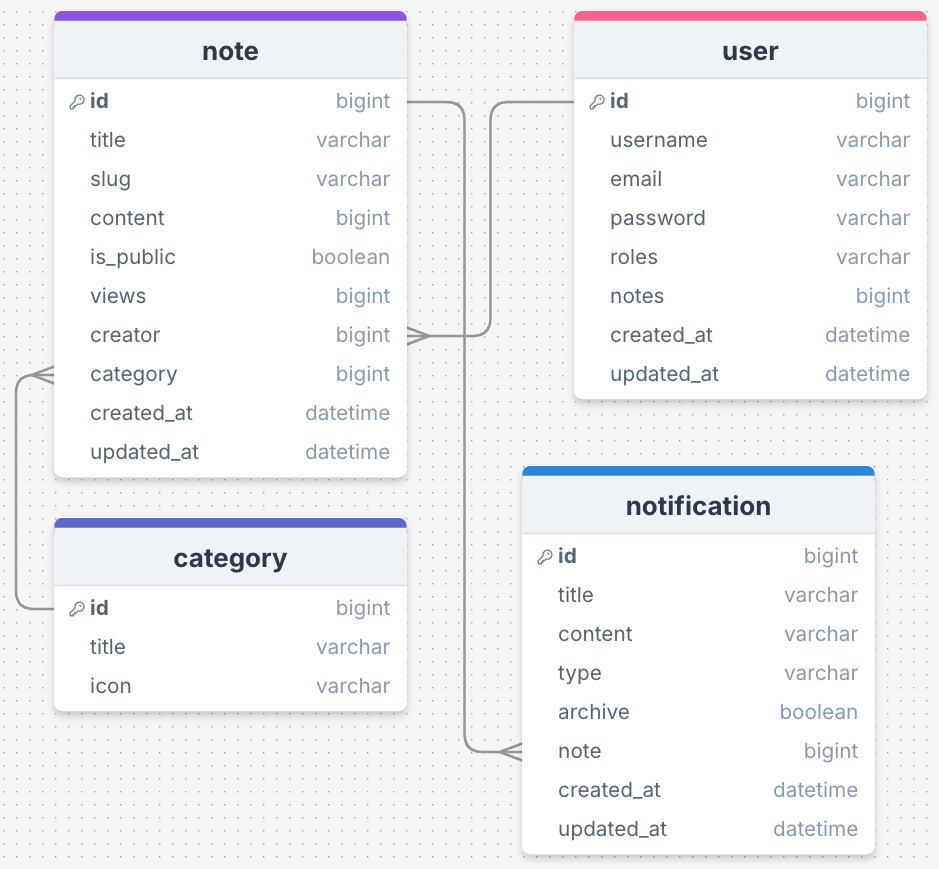 note
id bigint
title varchar
slug varchar
content bigint
is_public boolean
views bigint
creator bigint
category bigint
created_at datetime
updated_at datetime
user
id bigint
username varchar
email varchar
password varchar
roles varchar
notes bigint
created_at datetime
updated_at datetime
category
id bigint
title varchar
icon varchar
notification
id bigint
title varchar
content varchar
type varchar
archive boolean
note bigint
created_at datetime
updated_at datetime